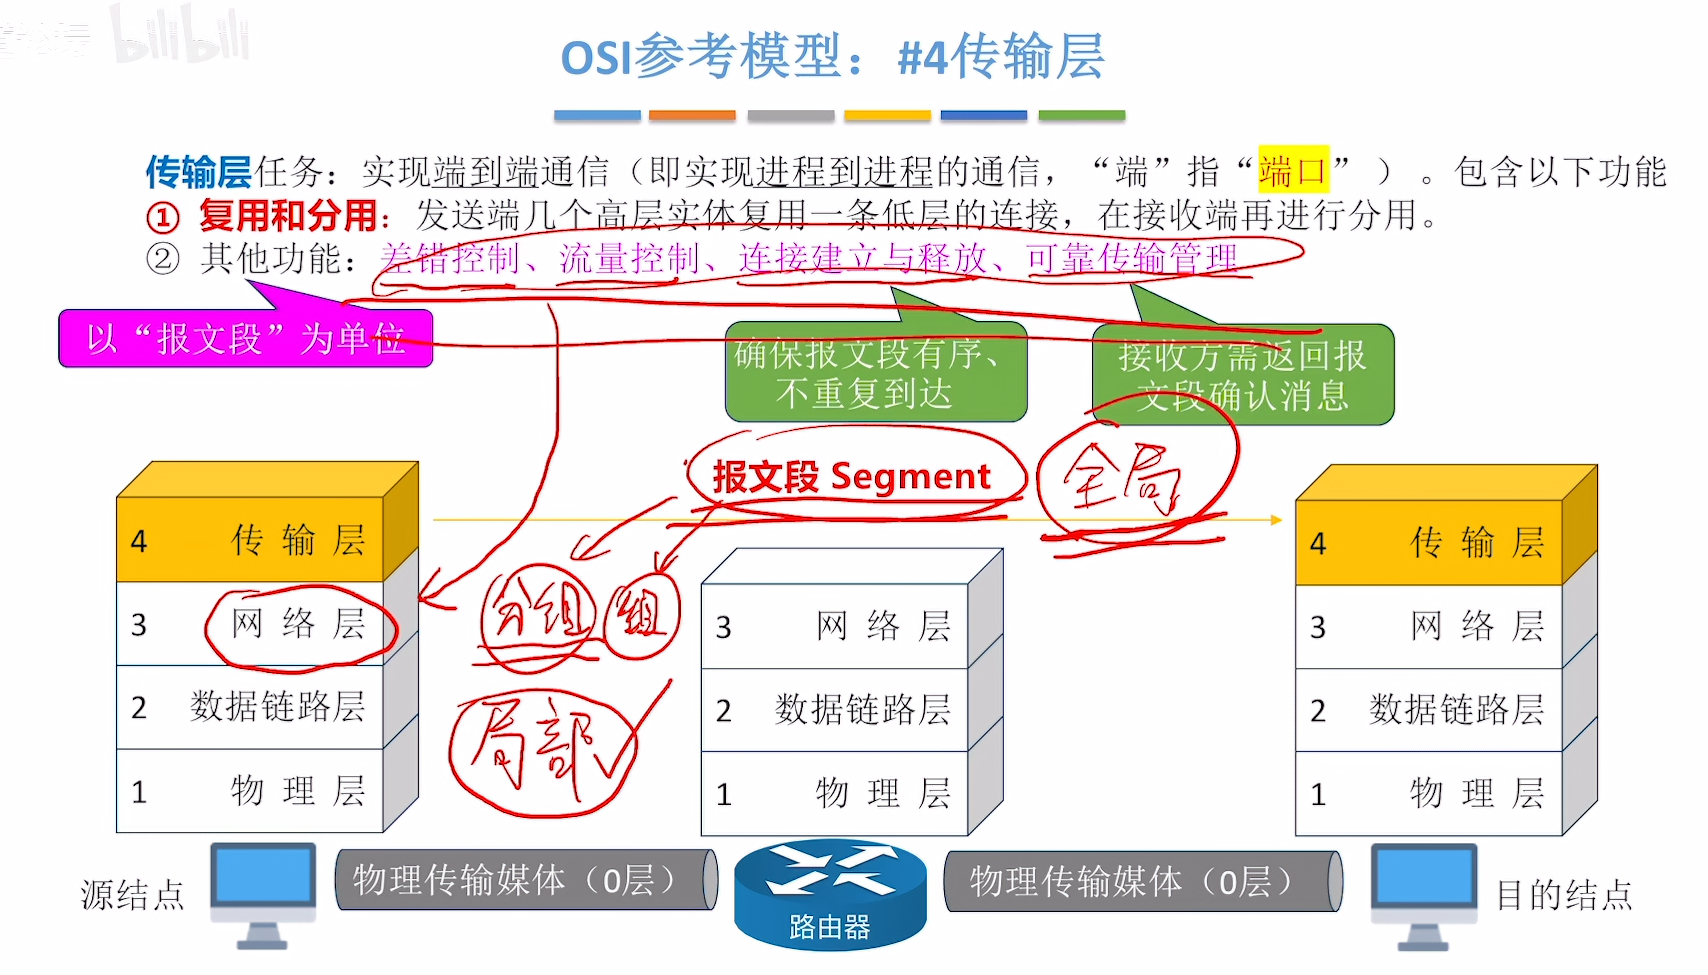 bilibili
OSI参考模型：#4传输层
传输层任务：实现端到端通信（即实现进程到进程的通信，“端”指“端口”）。包含以下功能
① 复用和分用：发送端几个高层实体复用一条低层的连接，在接收端再进行分用。
② 其他功能：差错控制、流量控制、连接建立与释放、可靠传输管理
以“报文段”为单位
确保报文段有序、
不重复到达
接收方需返回报
文段确认消息
报文段 Segment
全局
4 传输层
3 网络层
2 数据链路层
1 物理层
分组 组
局部
3 网络层
2 数据链路层
1 物理层
4 传输层
3 网络层
2 数据链路层
1 物理层
源结点
物理传输媒体（0层）
路由器
物理传输媒体（0层）
目的结点